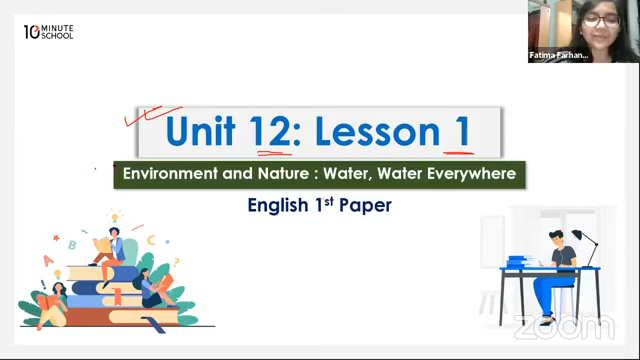 10 MINUTE
SCHOOL
Fatima Farhan...
Unit 12: Lesson 1
Environment and Nature : Water, Water Everywhere
English 1st Paper
A
B
C
?
zoom